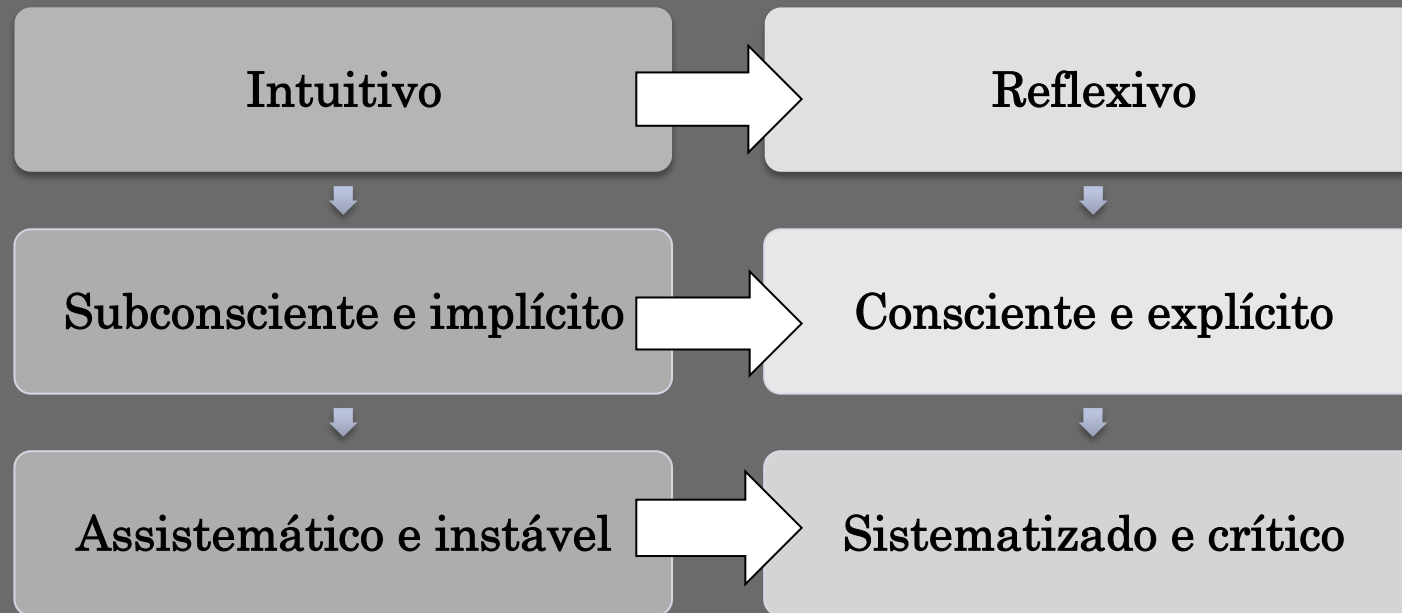 Intuitivo
Reflexivo
Subconsciente e implícito
Consciente e explícito
Assistemático e instável
Sistematizado e crítico